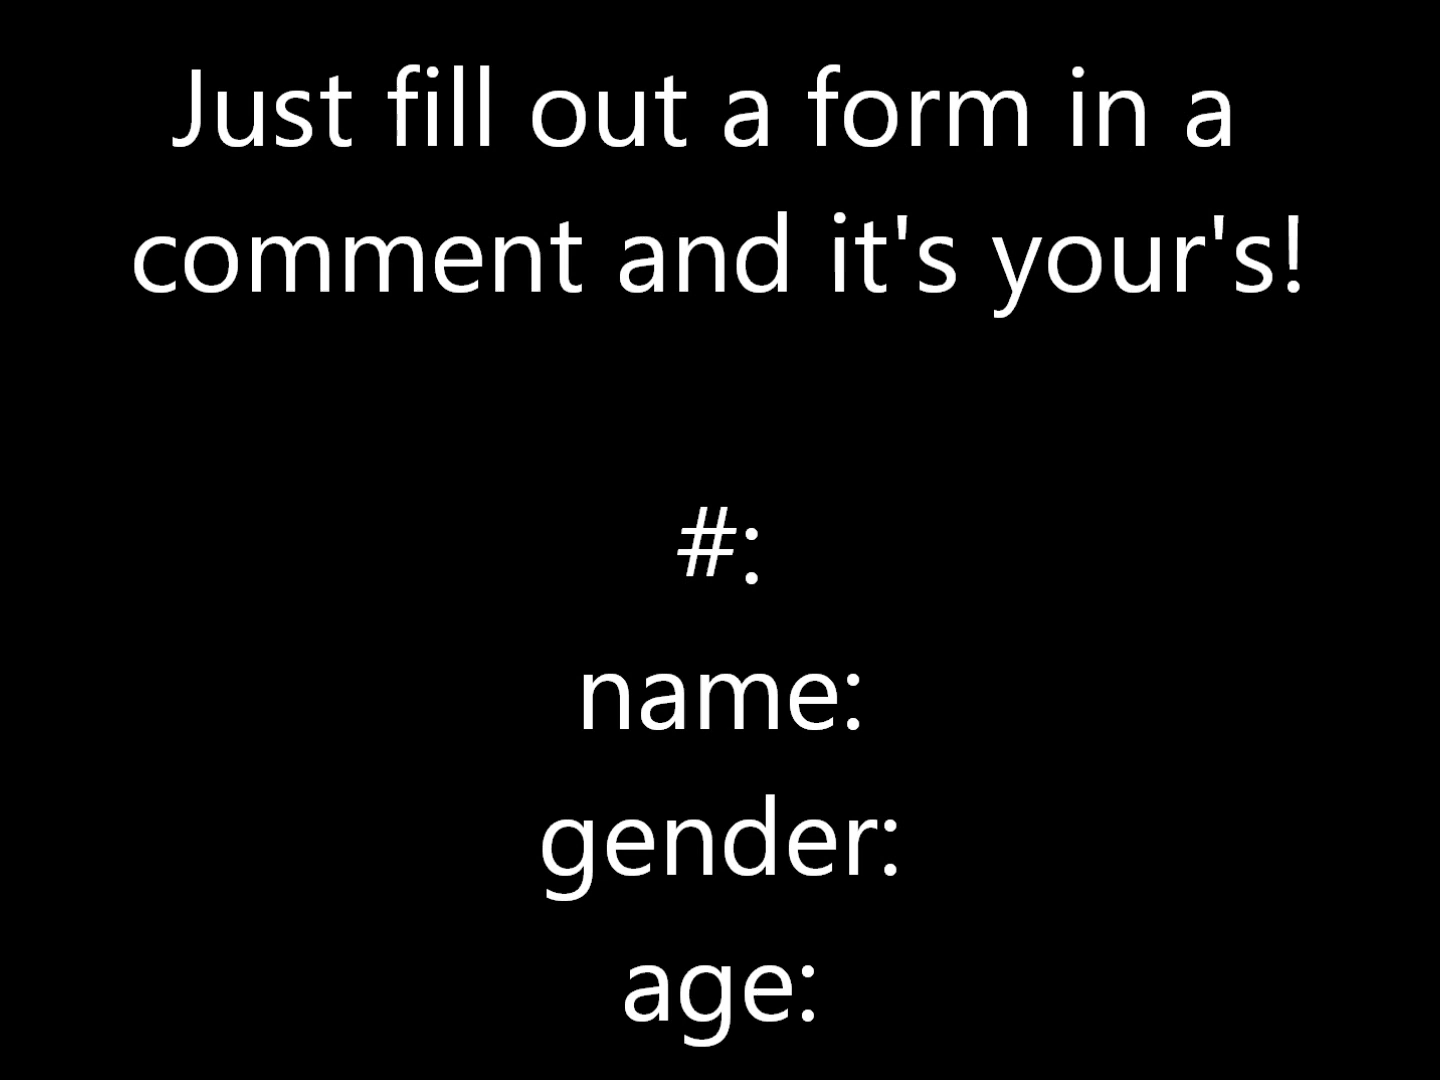 Just fill out a form in a
comment and it's your's!
#:
name:
gender:
age: